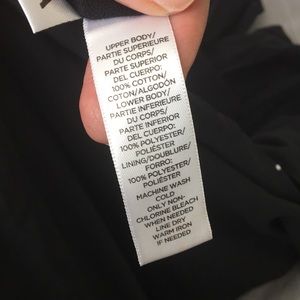 UPPER BODY/
PARTIE SUPERIEURE
DU CORPS/
PARTE SUPERIOR
DEL CUERPO:
100% COTTON/
COTON/ALGODÓN
LOWER BODY/
PARTIE INFERIEURE
DU CORPS/
PARTE INFERIOR
DEL CUERPO:
100% POLYESTER/
POLIÉSTER
LINING/DOUBLURE/
FORRO:
100% POLYESTER/
POLIÉSTER
MACHINE WASH
COLD
ONLY NON-
CHLORINE BLEACH
WHEN NEEDED
LINE DRY
WARM IRON
IF NEEDED